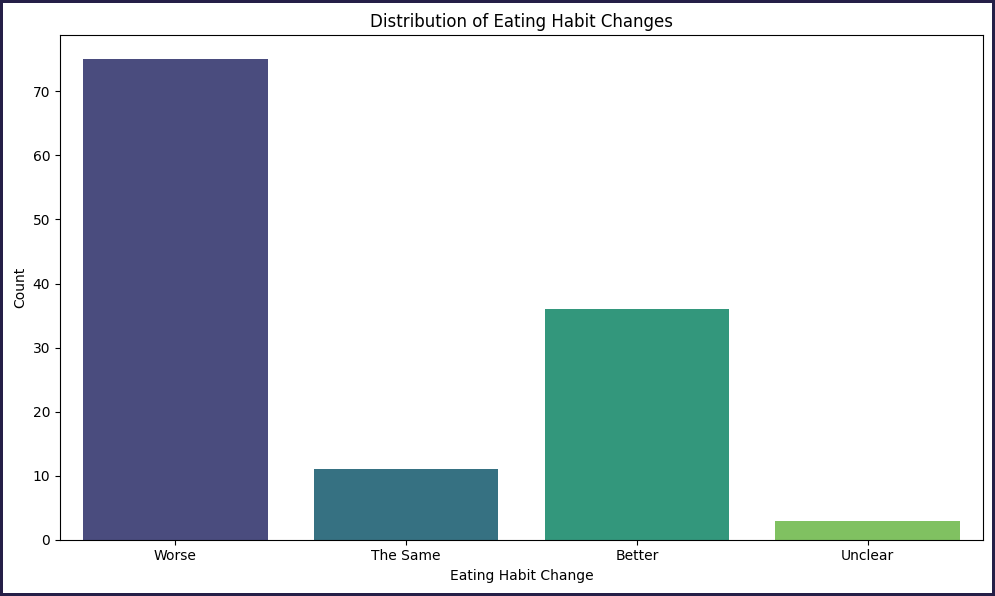 Distribution of Eating Habit Changes
Count
70
60
50
40
30
20
10
0
Worse The Same Better Unclear
Eating Habit Change